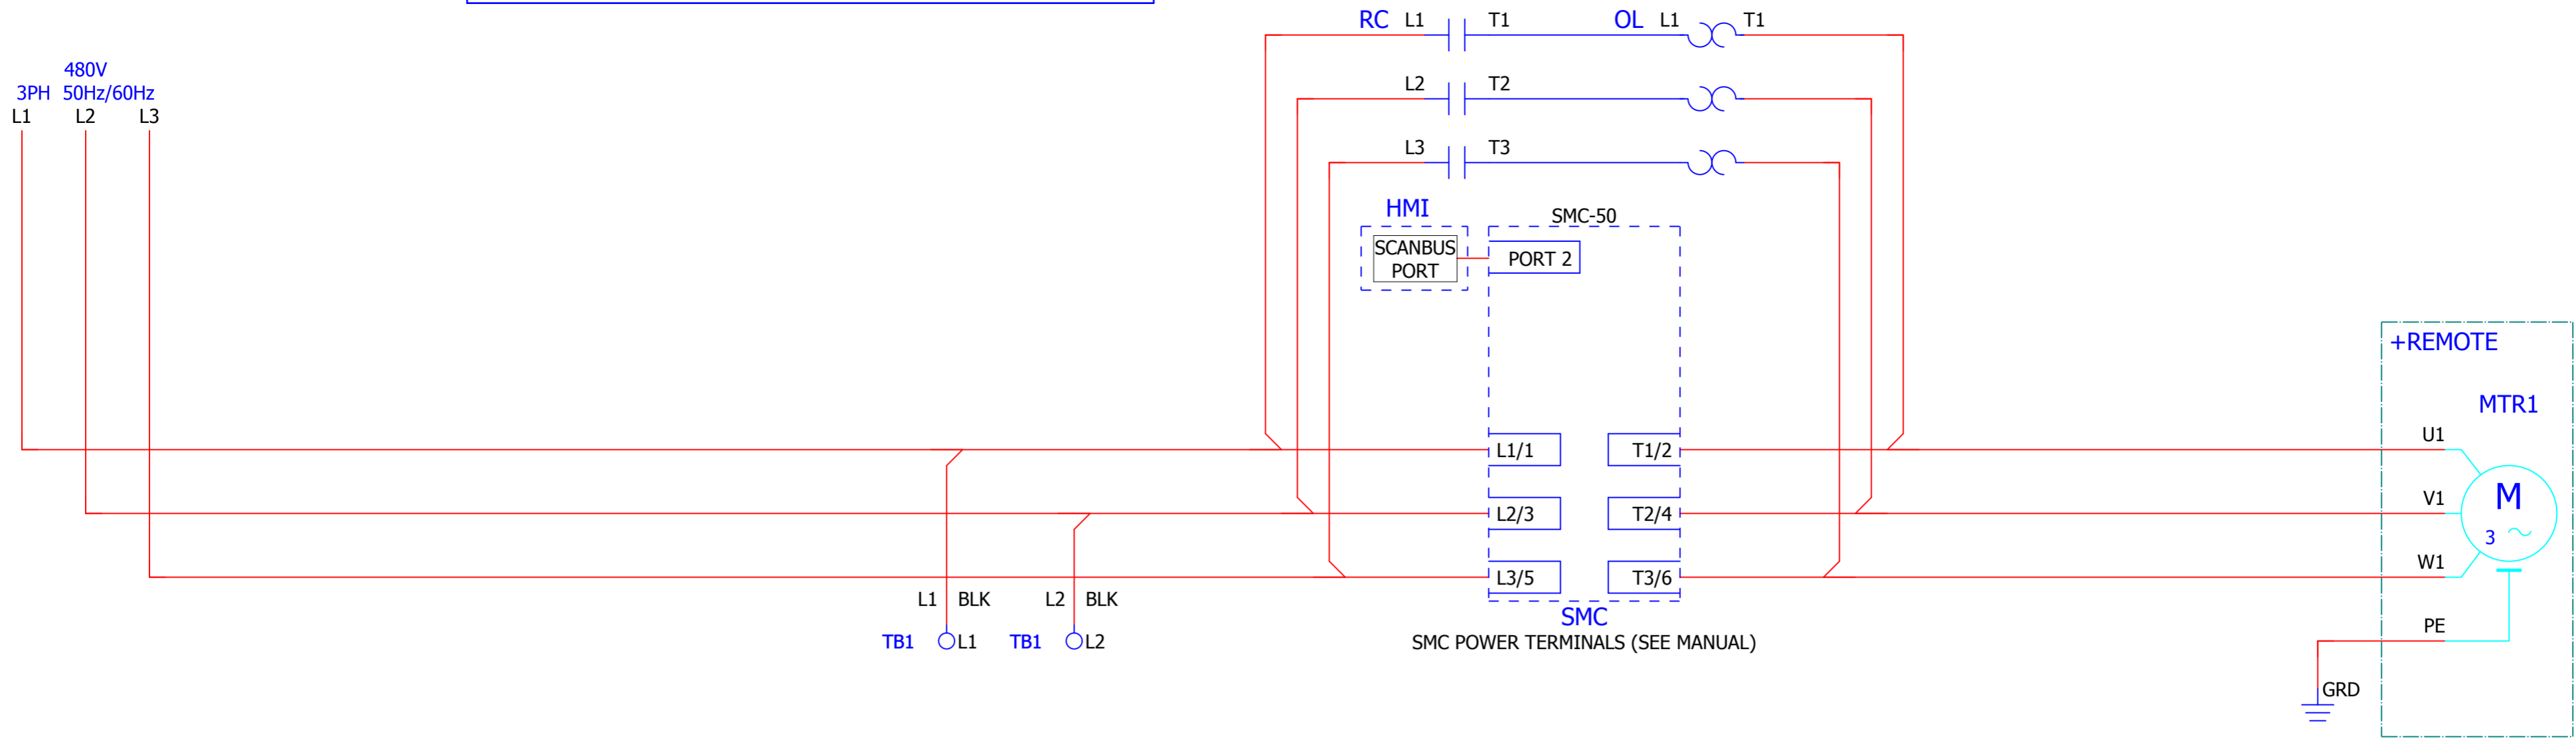 RC L1 T1 OL L1 T1
480V
3PH 50Hz/60Hz
L1 L2 L3
L2 T2
L3 T3
HMI
SMC-50
SCANBUS
PORT
PORT 2
+REMOTE
MTR1
U1
L1/1 T1/2
V1
M
3
L2/3 T2/4
W1
L3/5 T3/6
L1 BLK L2 BLK
SMC
PE
TB1 L1 TB1 L2
SMC POWER TERMINALS (SEE MANUAL)
GRD